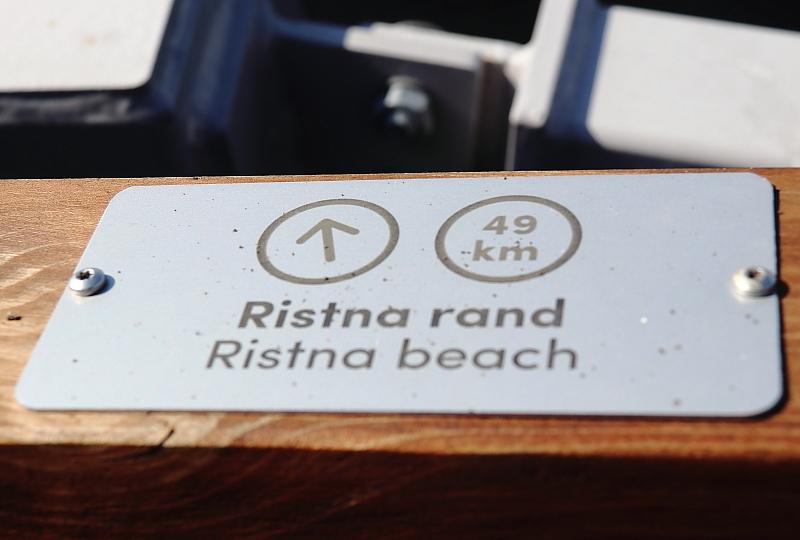 49
km
Ristna rand
Ristna beach